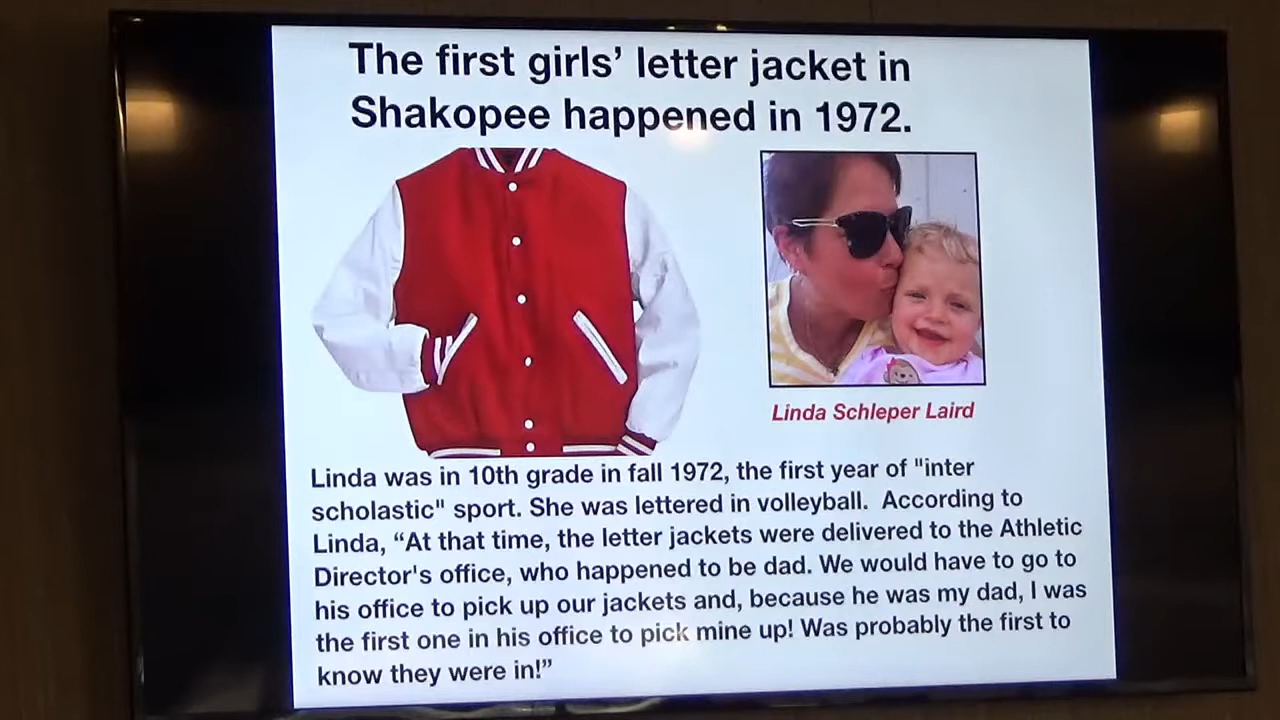 The first girls’ letter jacket in
Shakopee happened in 1972.
Linda Schleper Laird
Linda was in 10th grade in fall 1972, the first year of "inter
scholastic" sport. She was lettered in volleyball.  According to
Linda, “At that time, the letter jackets were delivered to the Athletic
Director's office, who happened to be dad. We would have to go to
his office to pick up our jackets and, because he was my dad, I was
the first one in his office to pick mine up! Was probably the first to
know they were in!”